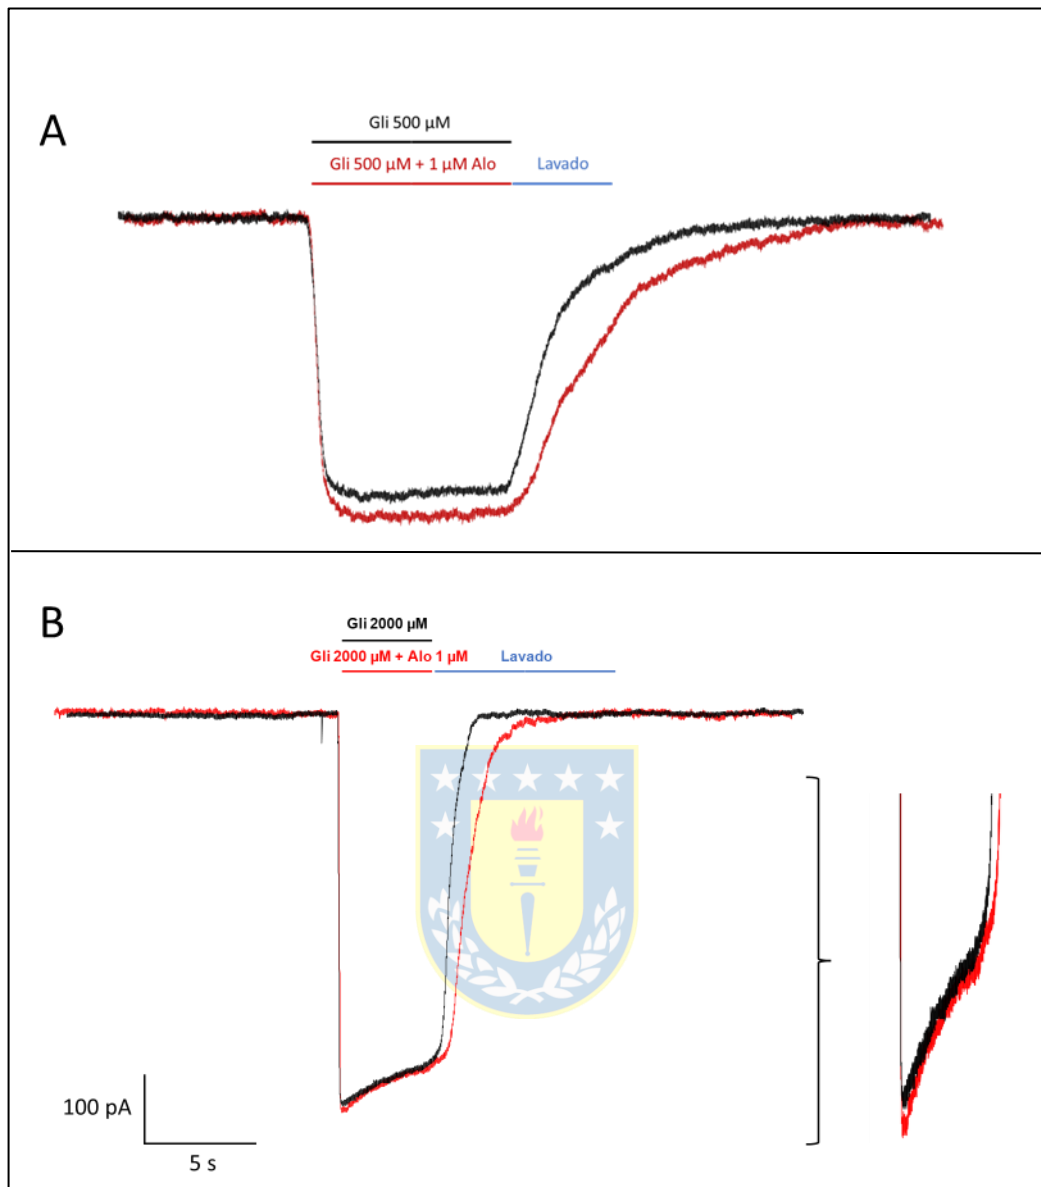 A
Gli 500 µM
Gli 500 µM + 1 µM Alo
Lavado
B
Gli 2000 µM
Gli 2000 µM + Alo 1 µM
Lavado
100 pA
5 s